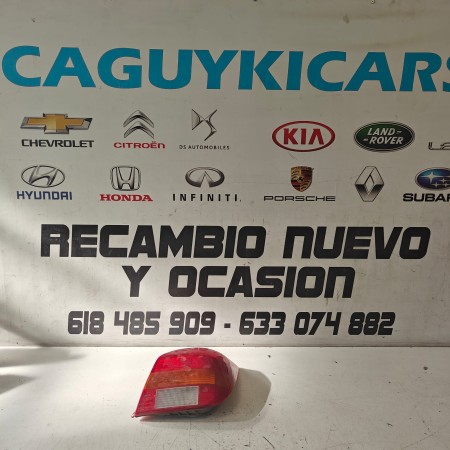 CAGUYKICARS
CHEVROLET CITROËN DS AUTOMOBILES KIA LAND ROVER
HYUNDAI HONDA INFINITI PORSCHE SUBAR
RECAMBIO NUEVO
Y OCASION
618 485 909 - 633 074 882